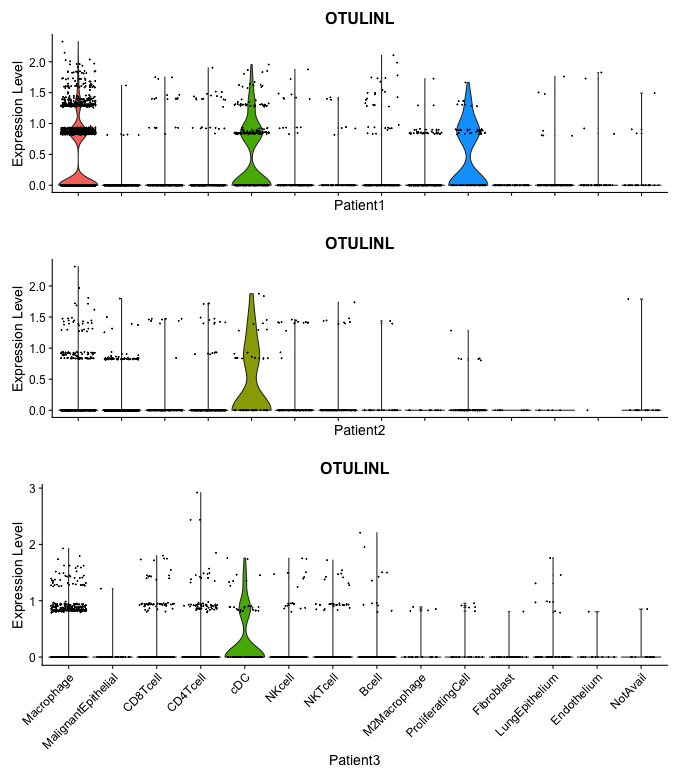 OTULINL
Expression Level
2.0
1.5
1.0
0.5
0.0
Patient1
OTULINL
Expression Level
2.0
1.5
1.0
0.5
0.0
Patient2
OTULINL
Expression Level
3
2
1
0
Macrophage
MalignantEpithelial
CD8Tcell
CD4Tcell
cDC
NKcell
NKTcell
Bcell
M2Macrophage
ProliferatingCell
Fibroblast
LungEpithelium
Endothelium
NotAvail
Patient3